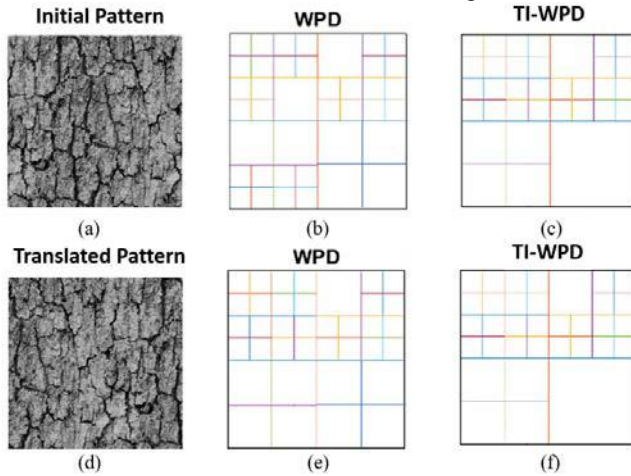 Initial Pattern
WPD
TI-WPD
(a)
(b)
(c)
Translated Pattern
WPD
TI-WPD
(d)
(e)
(f)